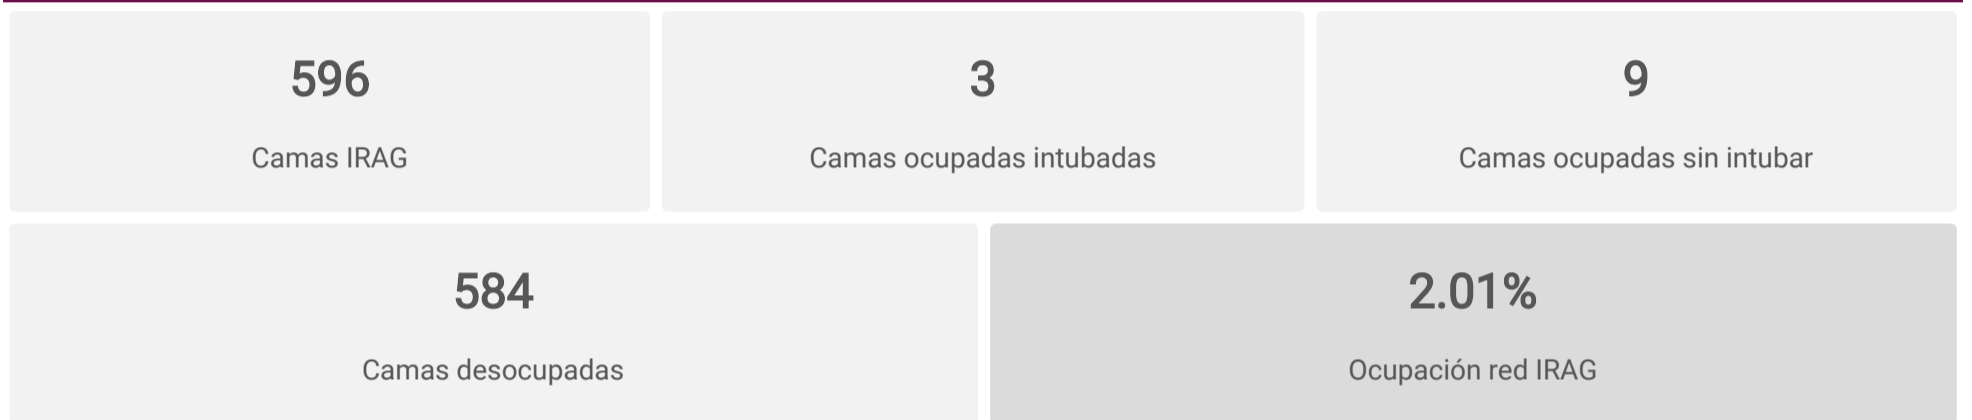 596
Camas IRAG
3
Camas ocupadas intubadas
9
Camas ocupadas sin intubar
584
Camas desocupadas
2.01%
Ocupación red IRAG